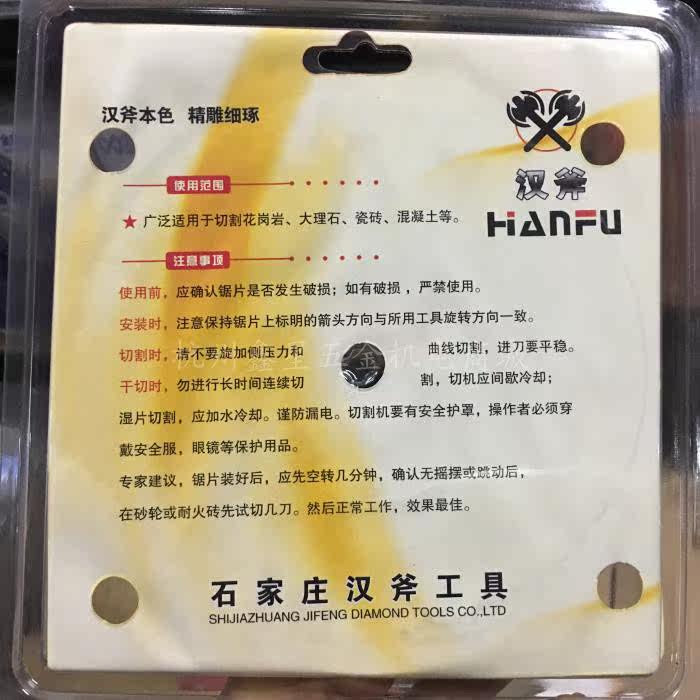 汉斧本色 精雕细琢
汉斧
HANFU
使用范围
★ 广泛适用于切割花岗岩、大理石、瓷砖、混凝土等。
注意事项
使用前，应确认锯片是否发生破损；如有破损，严禁使用。
安装时，注意保持锯片上标明的箭头方向与所用工具旋转方向一致。
切割时，请不要旋加侧压力和 曲线切割，进刀要平稳。
干切时，勿进行长时间连续切 割，切机应间歇冷却；
湿片切割，应加水冷却。谨防漏电。切割机要有安全护罩，操作者必须穿
戴安全服，眼镜等保护用品。
专家建议，锯片装好后，应先空转几分钟，确认无摇摆或跳动后，
在砂轮或耐火砖先试切几刀。然后正常工作，效果最佳。
石家庄汉斧工具
SHIJIAZHUANG JIFENG DIAMOND TOOLS CO.,LTD
杭州鑫星五金机电商城